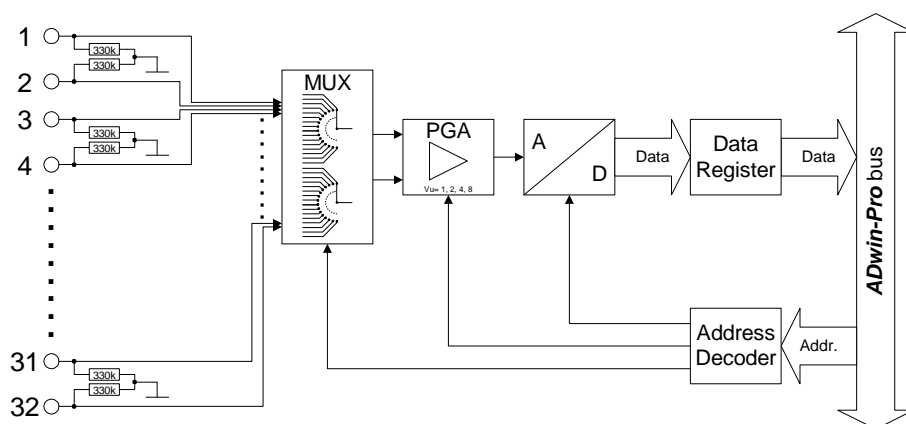 1
330k
330k
2
3
330k
330k
4
31
330k
330k
32
MUX
PGA
Vu= 1, 2, 4, 8
A
D
Data
Data
Register
Data
Address
Decoder
Addr.
ADwin-Pro bus